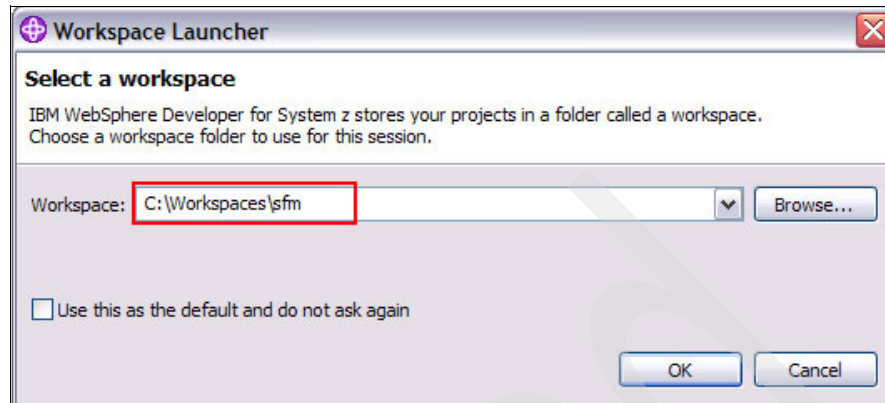 Workspace Launcher
Select a workspace
IBM WebSphere Developer for System z stores your projects in a folder called a workspace.
Choose a workspace folder to use for this session.
Workspace: C:\Workspaces\sfm Browse...
Use this as the default and do not ask again
OK Cancel